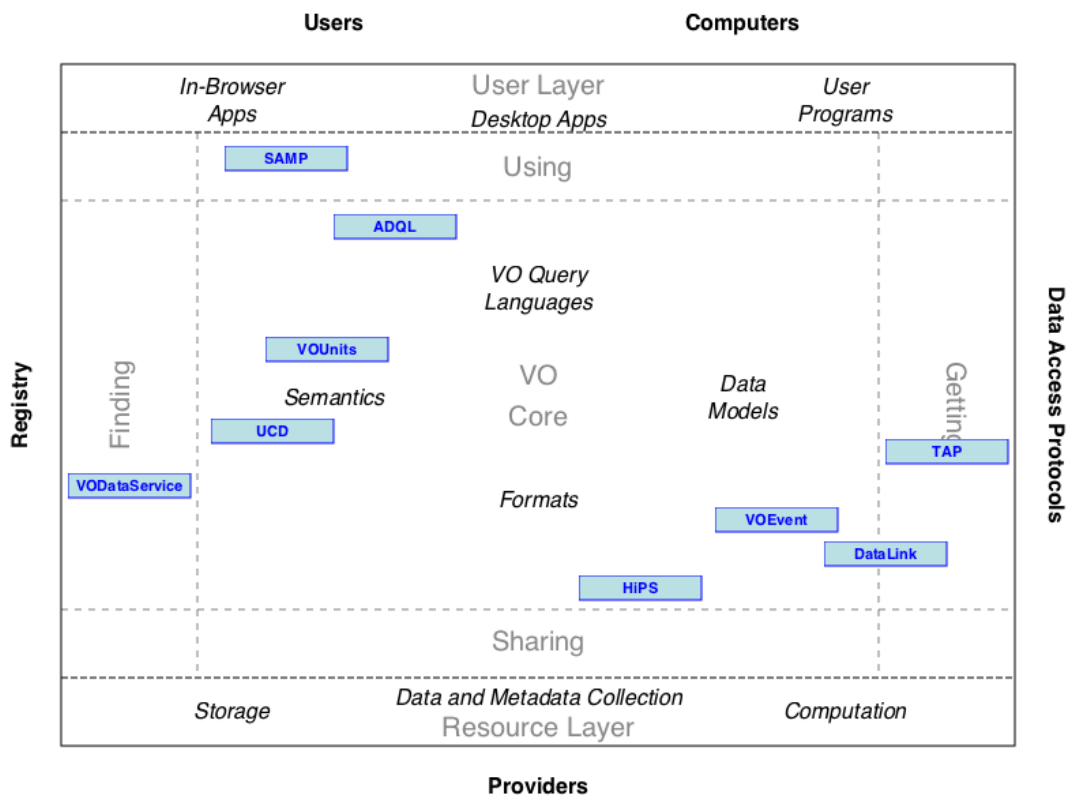 Users
Computers
In-Browser
Apps
User Layer
Desktop Apps
User
Programs
SAMP
Using
ADQL
VO Query
Languages
VOUnits
Registry
Finding
Semantics
VO
Core
Data
Models
Getting
Data Access Protocols
UCD
TAP
VODataService
Formats
VOEvent
DataLink
HiPS
Sharing
Storage
Data and Metadata Collection
Resource Layer
Computation
Providers